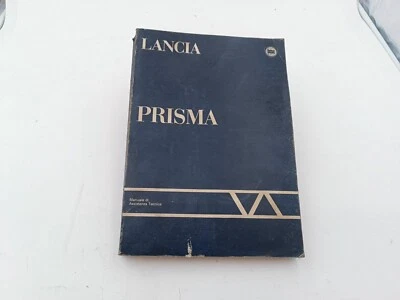 LANCIA
PRISMA
Manuale di
Assistenza Tecnica